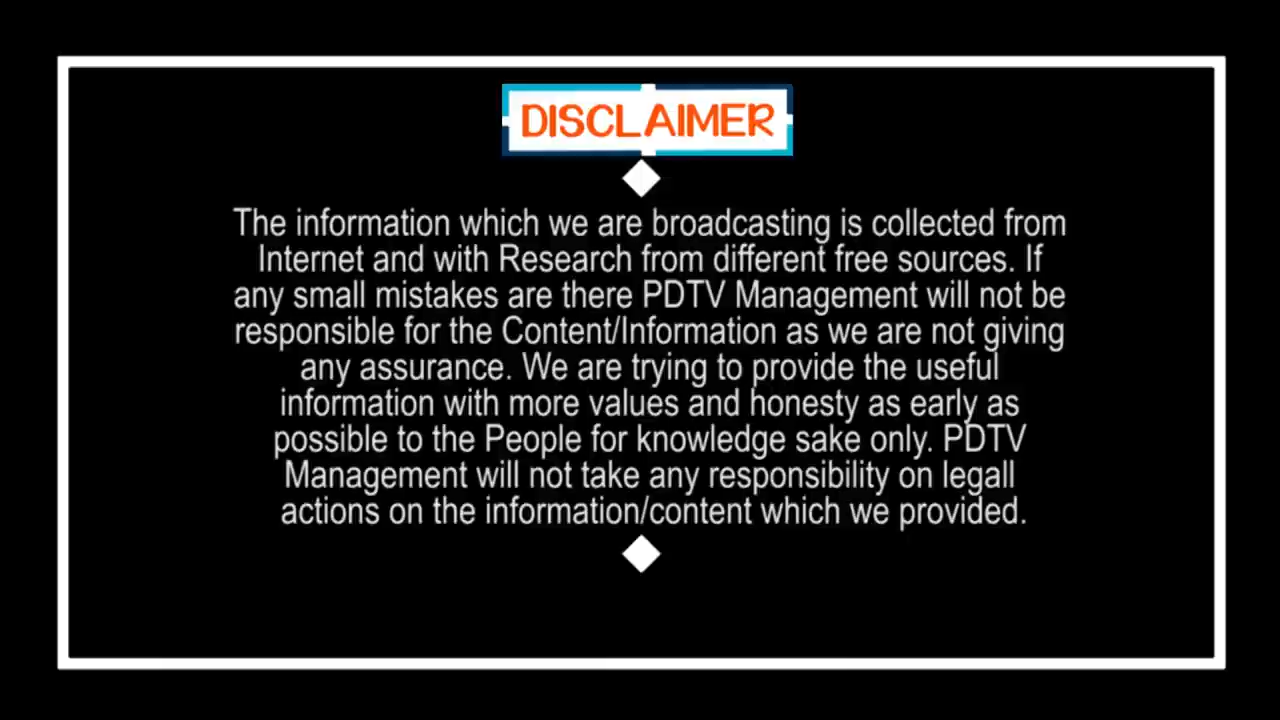 DISCLAIMER
The information which we are broadcasting is collected from
Internet and with Research from different free sources. If
any small mistakes are there PDTV Management will not be
responsible for the Content/Information as we are not giving
any assurance. We are trying to provide the useful
information with more values and honesty as early as
possible to the People for knowledge sake only. PDTV
Management will not take any responsibility on legall
actions on the information/content which we provided.